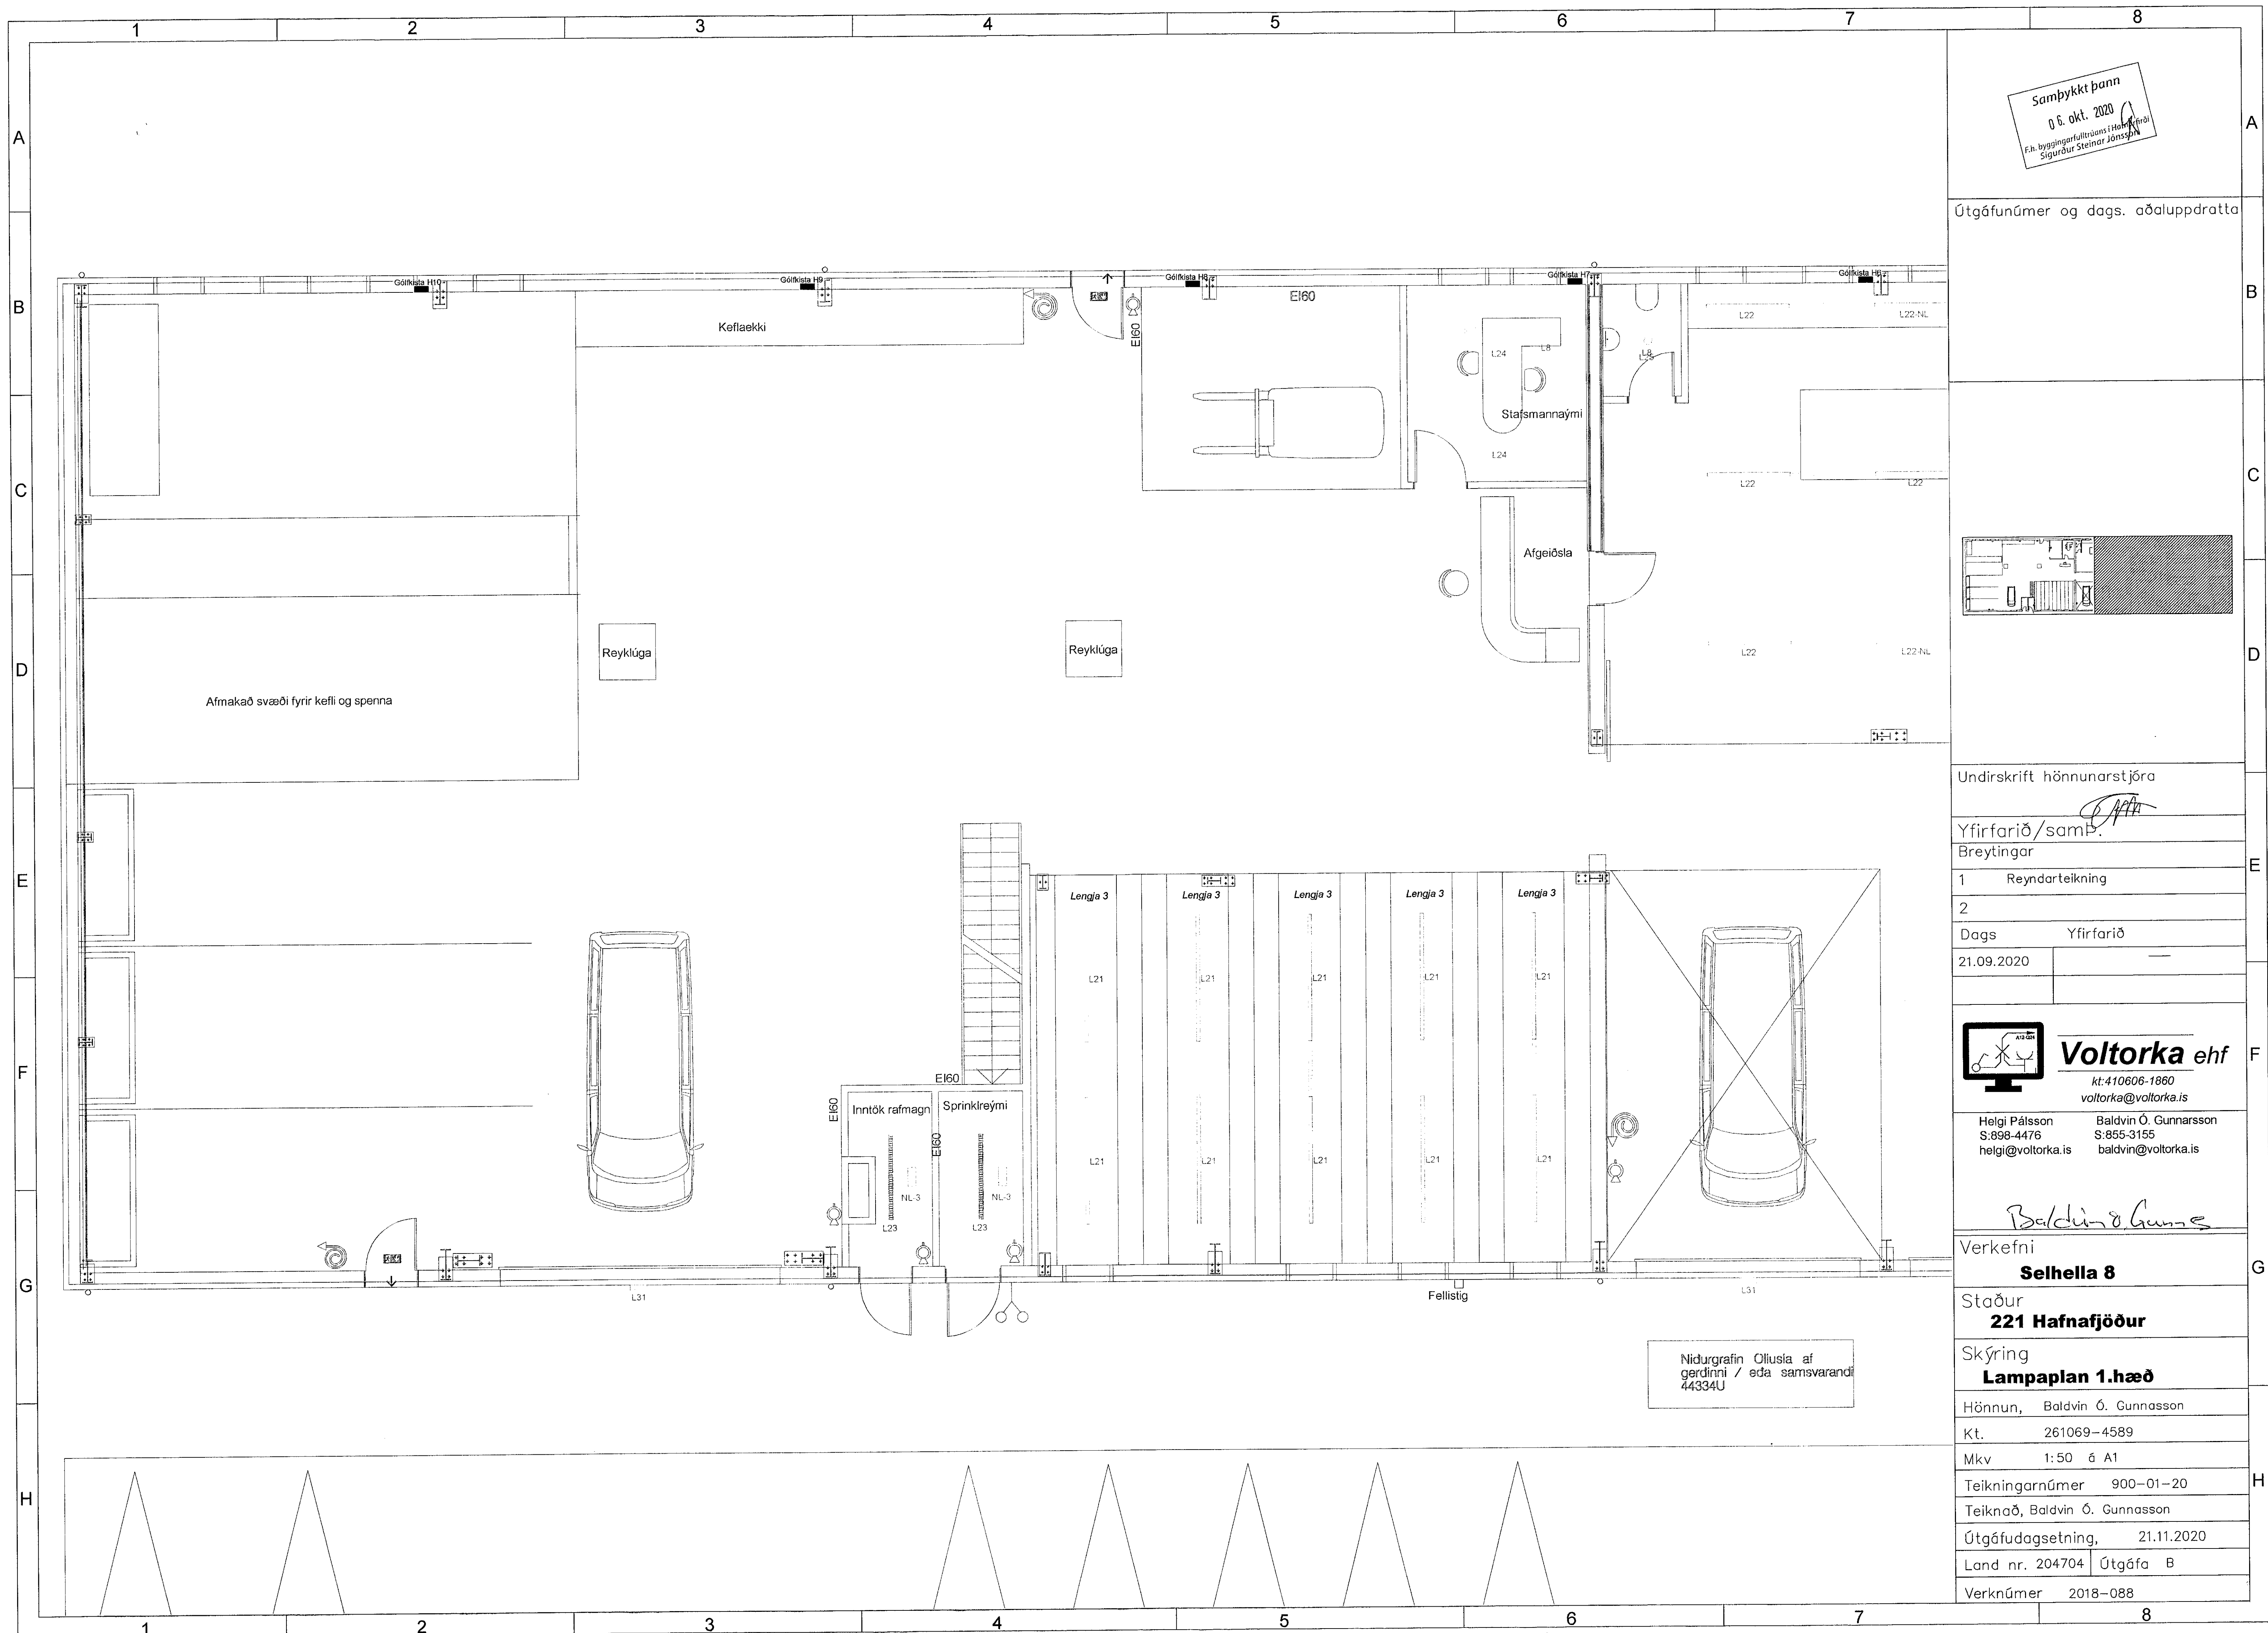 1 2 3 4 5 6 7 8
A
B
C
D
E
F
G
H
A
B
C
D
E
F
G
H
Gólfkista H10
Gólfkista H9
Gólfkista H8
Gólfkista H7
Gólfkista H6
Keflaekki
EI60
EI60
L24
L8
Stafsmannaými
L24
L8
L22
L22-NL
L22
L22
Afgeiðsla
Reyklúga
Reyklúga
L22
L22-NL
Afmakað svæði fyrir kefli og spenna
Lengja 3
Lengja 3
Lengja 3
Lengja 3
Lengja 3
L21
L21
L21
L21
L21
EI60
EI60
Inntök rafmagn
Sprinklreými
EI60
L21
L21
L21
L21
L21
NL-3
NL-3
L23
L23
L31
Fellistig
L31
Nidurgrafin Oliusla af
gerdinni / eda samsvarandi
44334U
Samþykkt þann
06. okt. 2020
F.h. byggingarfulltrúans í Hafnarfirði
Sigurður Steinar Jónsson
Útgáfunúmer og dags. aðaluppdratta
Undirskrift hönnunarstjóra
Yfirfarið/samÞ.
Breytingar
1 Reyndarteikning
2
Dags Yfirfarið
21.09.2020 —
A12-Q24
Voltorka ehf
kt:410606-1860
voltorka@voltorka.is
Helgi Pálsson Baldvin Ó. Gunnarsson
S:898-4476 S:855-3155
helgi@voltorka.is baldvin@voltorka.is
Verkefni
Selhella 8
Staður
221 Hafnafjöður
Skýring
Lampaplan 1.hæð
Hönnun, Baldvin Ó. Gunnasson
Kt. 261069-4589
Mkv 1:50 á A1
Teikningarnúmer 900-01-20
Teiknað, Baldvin Ó. Gunnasson
Útgáfudagsetning, 21.11.2020
Land nr. 204704 Útgáfa B
Verknúmer 2018-088
1 2 3 4 5 6 7 8